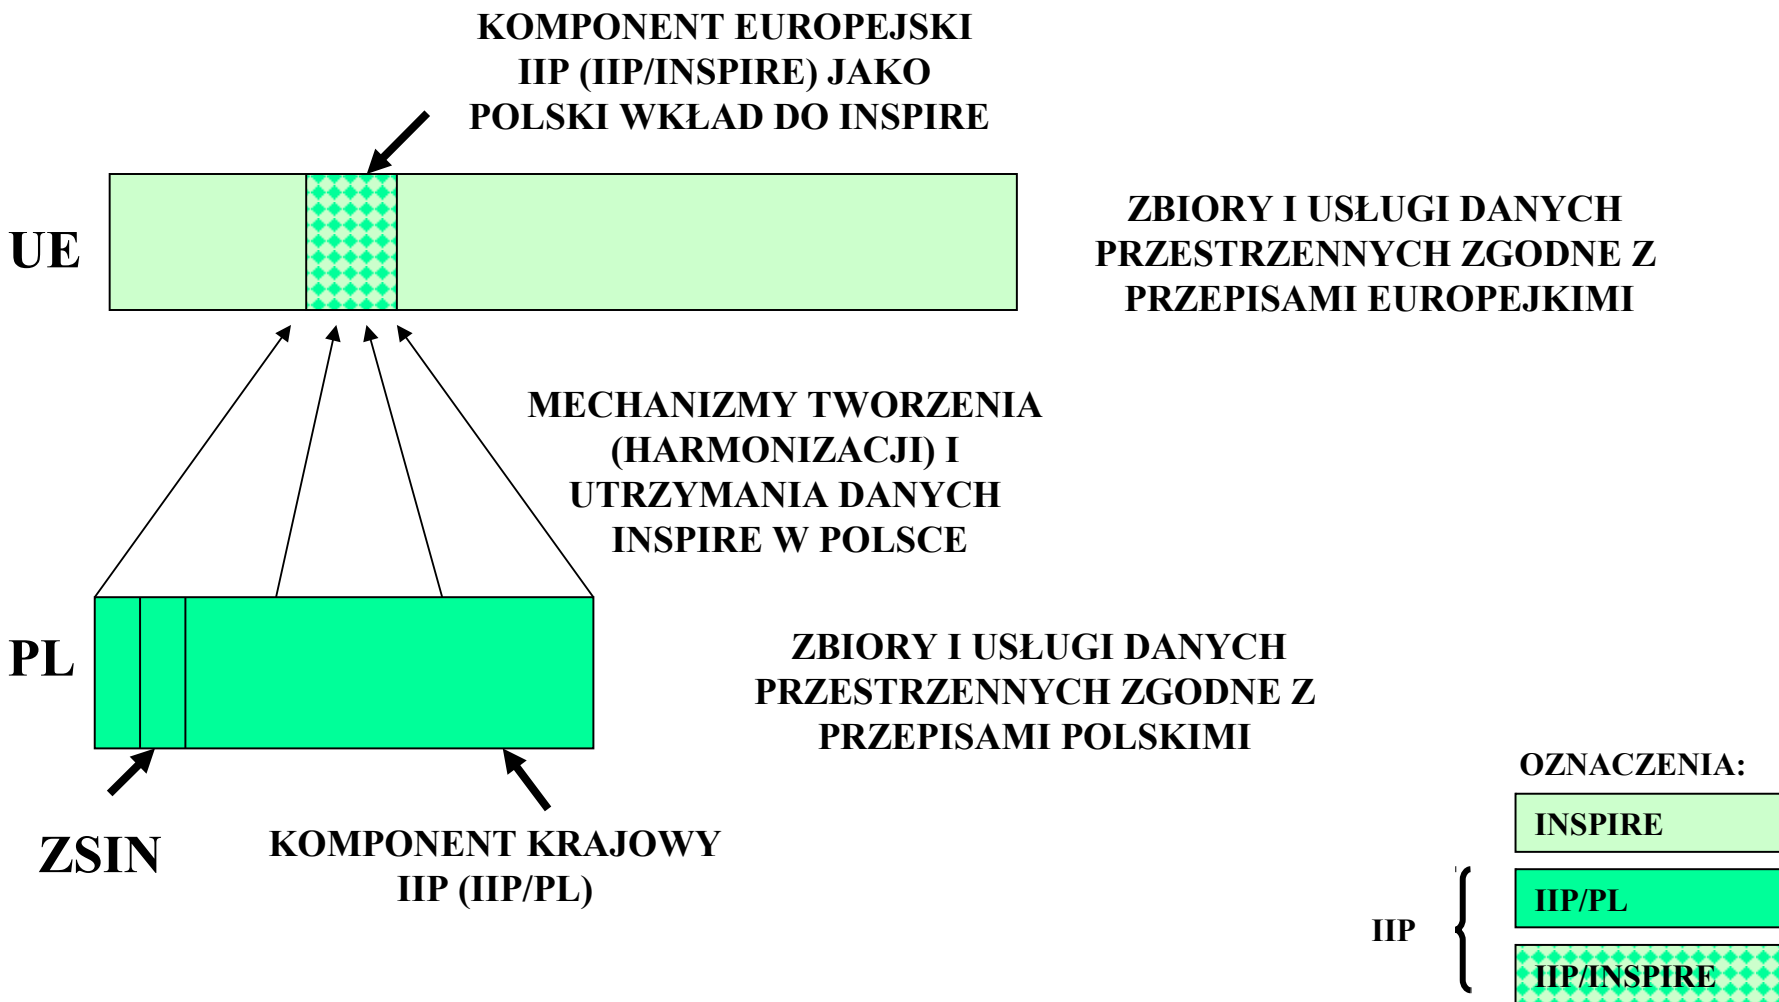 KOMPONENT EUROPEJSKI
IIP (IIP/INSPIRE) JAKO
POLSKI WKŁAD DO INSPIRE
UE
ZBIORY I USŁUGI DANYCH
PRZESTRZENNYCH ZGODNE Z
PRZEPISAMI EUROPEJKIMI
MECHANIZMY TWORZENIA
(HARMONIZACJI) I
UTRZYMANIA DANYCH
INSPIRE W POLSCE
PL
ZBIORY I USŁUGI DANYCH
PRZESTRZENNYCH ZGODNE Z
PRZEPISAMI POLSKIMI
ZSIN
KOMPONENT KRAJOWY
IIP (IIP/PL)
OZNACZENIA:
INSPIRE
IIP
IIP/PL
IIP/INSPIRE